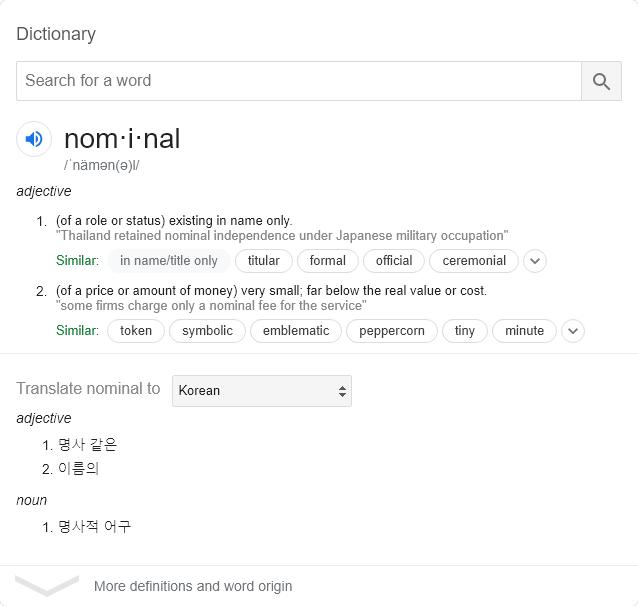 Dictionary
Search for a word
nom·i·nal
/ˈnämən(ə)l/
adjective
1. (of a role or status) existing in name only.
"Thailand retained nominal independence under Japanese military occupation"
Similar: in name/title only titular formal official ceremonial
2. (of a price or amount of money) very small; far below the real value or cost.
"some firms charge only a nominal fee for the service"
Similar: token symbolic emblematic peppercorn tiny minute
Translate nominal to Korean
adjective
1. 명사 같은
2. 이름의
noun
1. 명사적 어구
More definitions and word origin